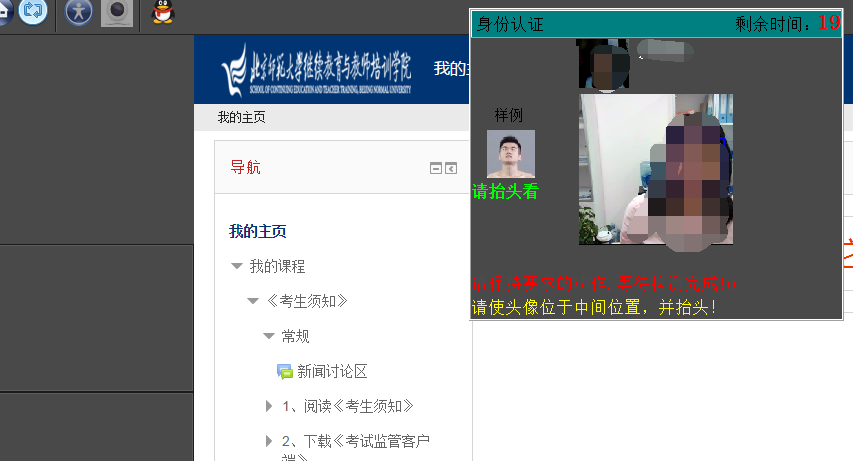 身份认证
剩余时间：19
北京师范大学继续教育与教师培训学院
SCHOOL OF CONTINUING EDUCATION AND TEACHER TRAINING, BEIJING NORMAL UNIVERSITY
我的主
我的主页
样例
请抬头看
导航
我的主页
我的课程
《考生须知》
请使头像位于中间位置，并抬头！
常规
新闻讨论区
1、阅读《考生须知》
2、下载《考试监管客户
端》